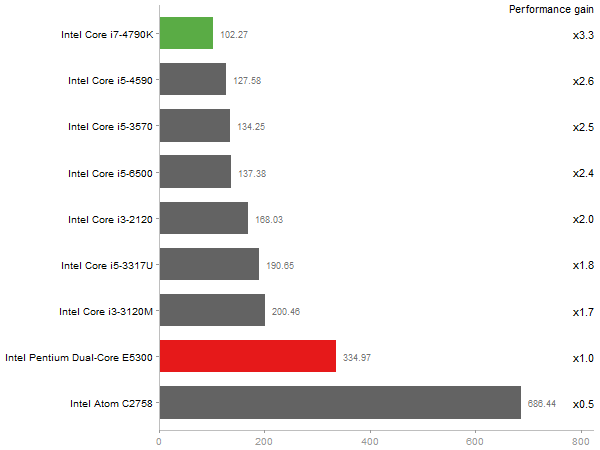 Performance gain
Intel Core i7-4790K 102.27 x3.3
Intel Core i5-4590 127.58 x2.6
Intel Core i5-3570 134.25 x2.5
Intel Core i5-6500 137.38 x2.4
Intel Core i3-2120 168.03 x2.0
Intel Core i5-3317U 190.65 x1.8
Intel Core i3-3120M 200.46 x1.7
Intel Pentium Dual-Core E5300 334.97 x1.0
Intel Atom C2758 686.44 x0.5
0 200 400 600 800